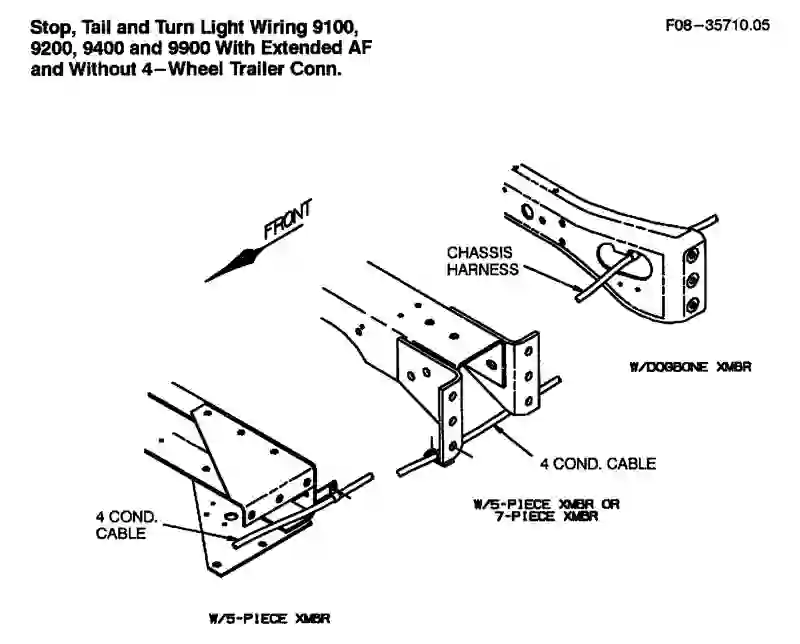 Stop, Tail and Turn Light Wiring 9100,
9200, 9400 and 9900 With Extended AF
and Without 4-Wheel Trailer Conn.
F08-35710.05
FRONT
CHASSIS
HARNESS
W/DOGBONE XMBR
4 COND. CABLE
W/5-PIECE XMBR OR
7-PIECE XMBR
4 COND.
CABLE
W/5-PIECE XMBR